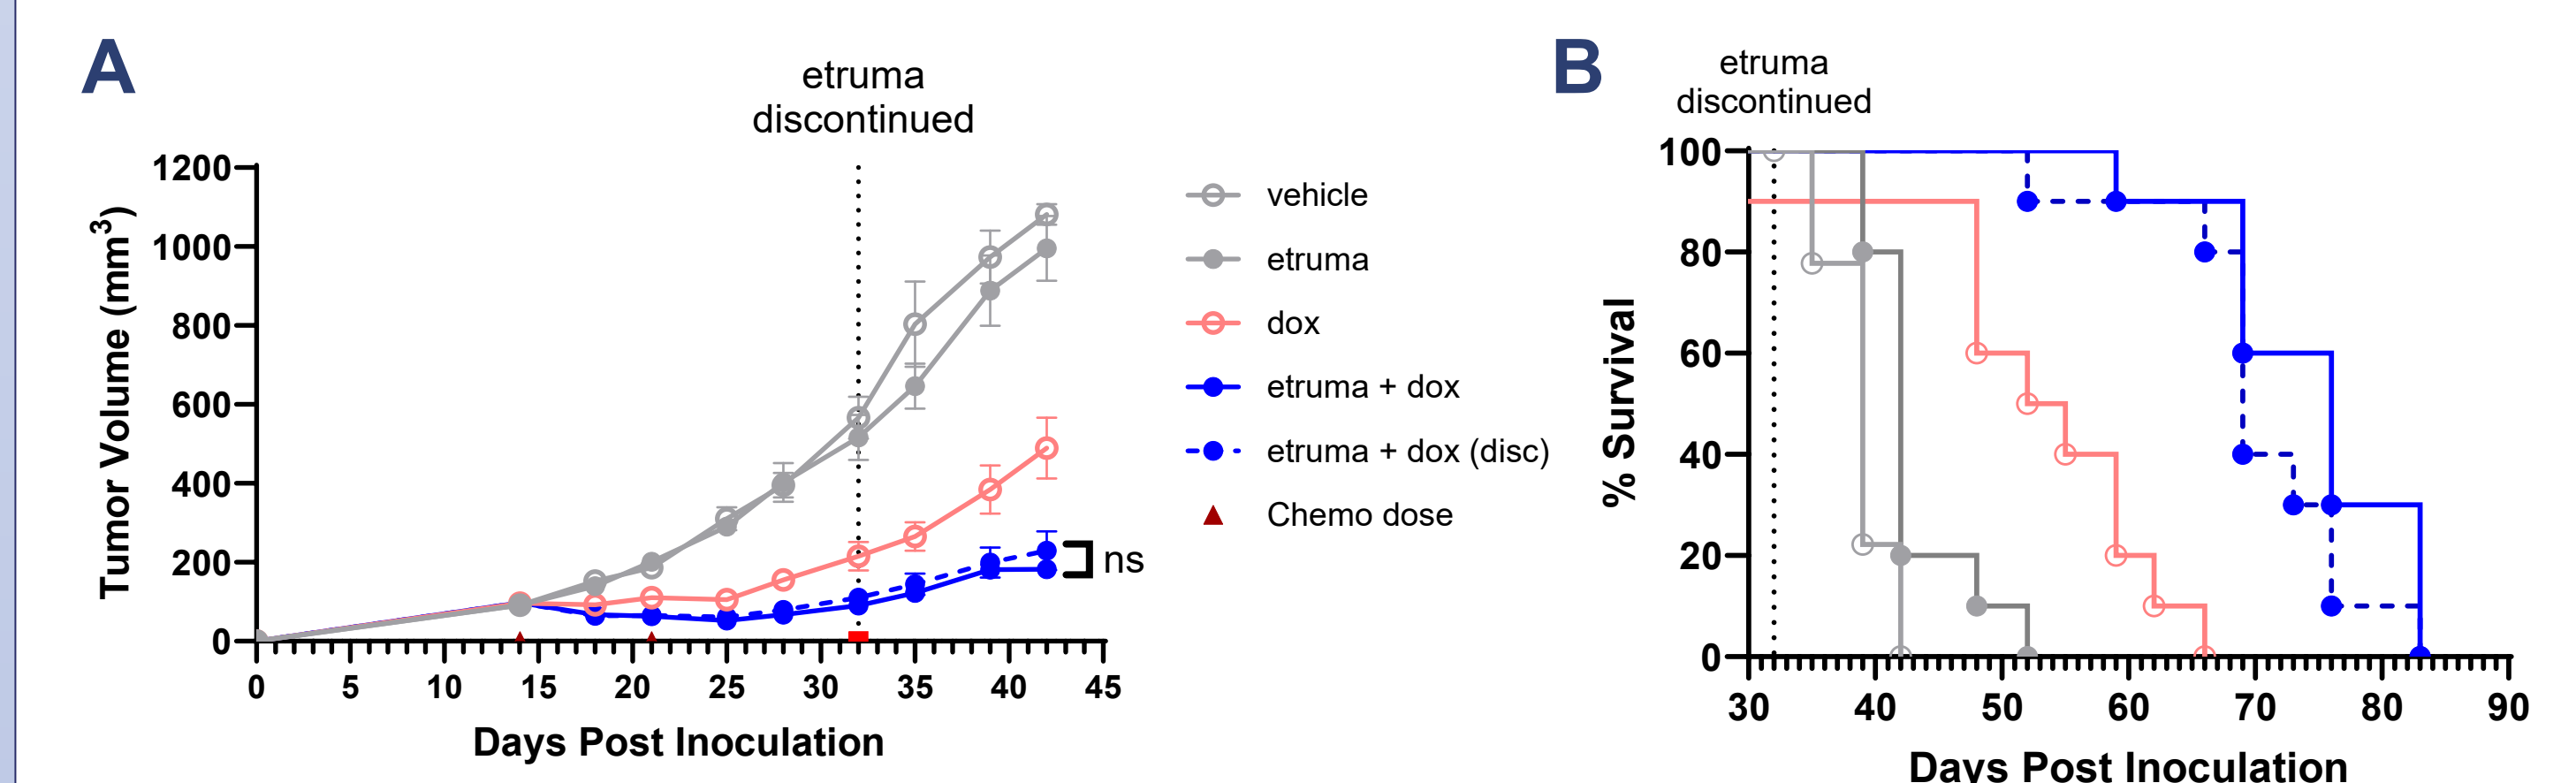 A
etruma
discontinued
1200
1000
800
600
400
200
0
Tumor Volume (mm³)
0 5 10 15 20 25 30 35 40 45
Days Post Inoculation
ns
vehicle
etruma
dox
etruma + dox
etruma + dox (disc)
Chemo dose
B
etruma
discontinued
100
80
60
40
20
0
% Survival
30 40 50 60 70 80 90
Days Post Inoculation